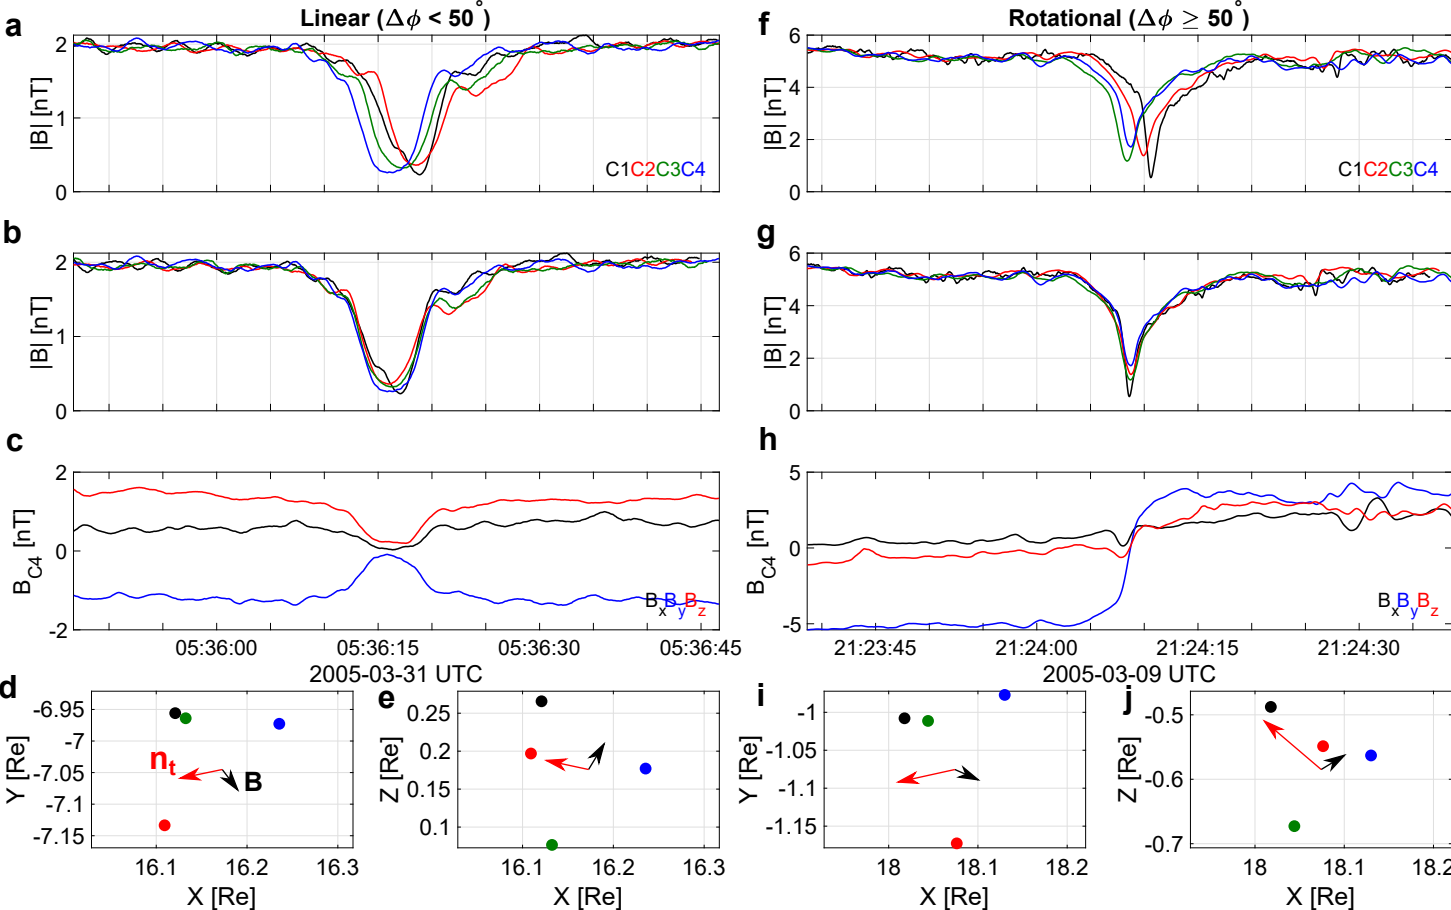 a
Linear (Δϕ < 50°)
|B| [nT]
2
1
0
C1C2C3C4
b
|B| [nT]
2
1
0
c
B_C4 [nT]
2
0
-2
B_xB_yB_z
05:36:00
05:36:15
05:36:30
05:36:45
2005-03-31 UTC
d
Y [Re]
-6.95
-7
-7.05
-7.1
-7.15
n_t
B
16.1
16.2
16.3
X [Re]
e
Z [Re]
0.25
0.2
0.15
0.1
16.1
16.2
16.3
X [Re]
f
Rotational (Δϕ ≥ 50°)
|B| [nT]
6
4
2
0
C1C2C3C4
g
|B| [nT]
6
4
2
0
h
B_C4 [nT]
5
0
-5
B_xB_yB_z
21:23:45
21:24:00
21:24:15
21:24:30
2005-03-09 UTC
i
Y [Re]
-1
-1.05
-1.1
-1.15
18
18.1
18.2
X [Re]
j
Z [Re]
-0.5
-0.6
-0.7
18
18.1
18.2
X [Re]